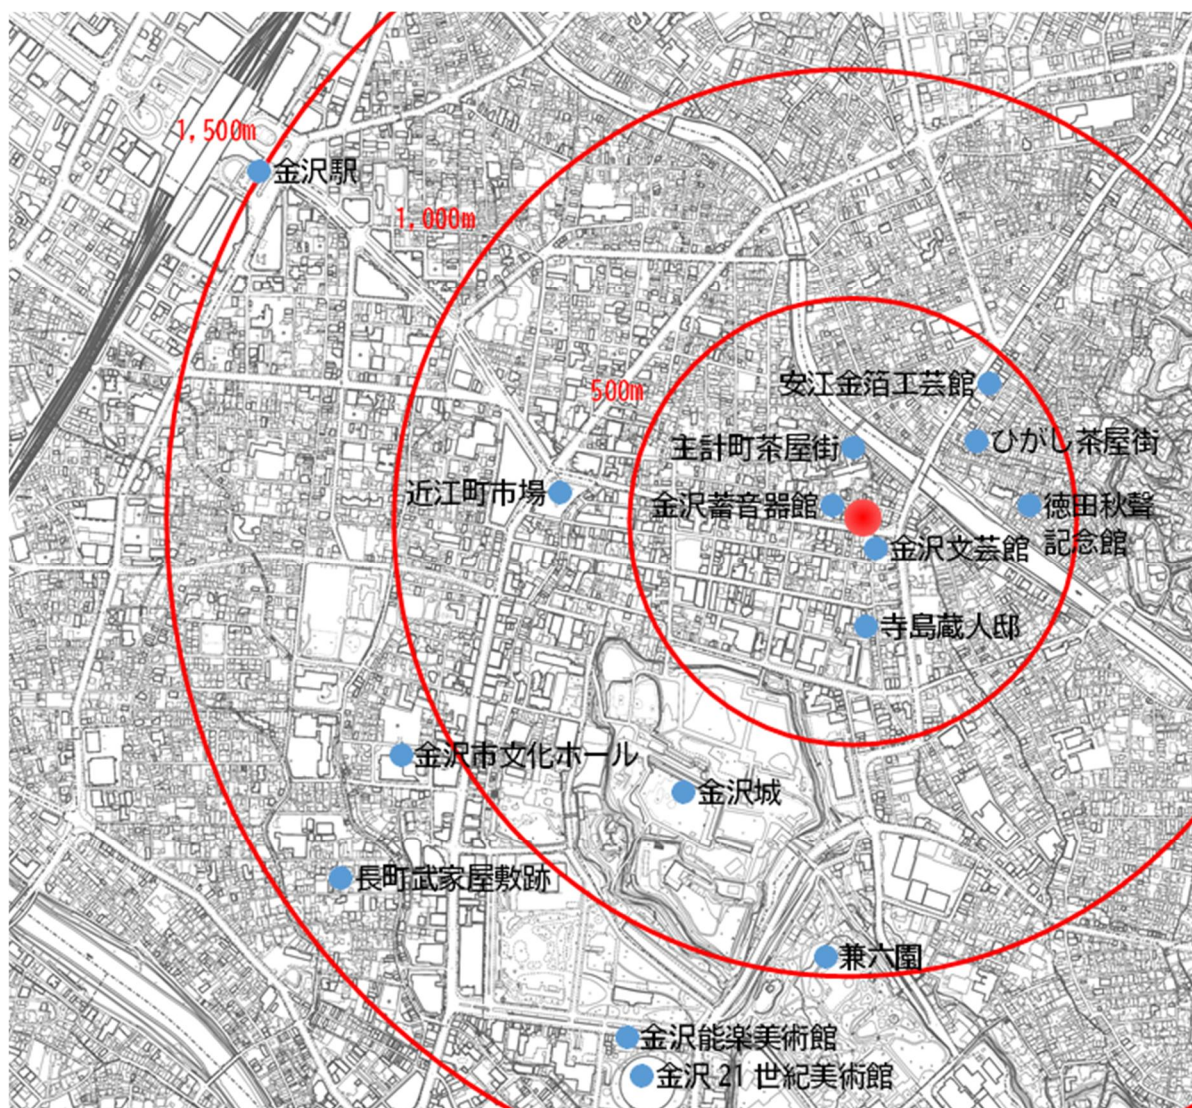 1,500m
金沢駅
1,000m
500m
安江金箔工芸館
ひがし茶屋街
主計町茶屋街
近江町市場
金沢蓄音器館
徳田秋聲
記念館
金沢文芸館
寺島蔵人邸
金沢市文化ホール
金沢城
長町武家屋敷跡
兼六園
金沢能楽美術館
金沢21世紀美術館